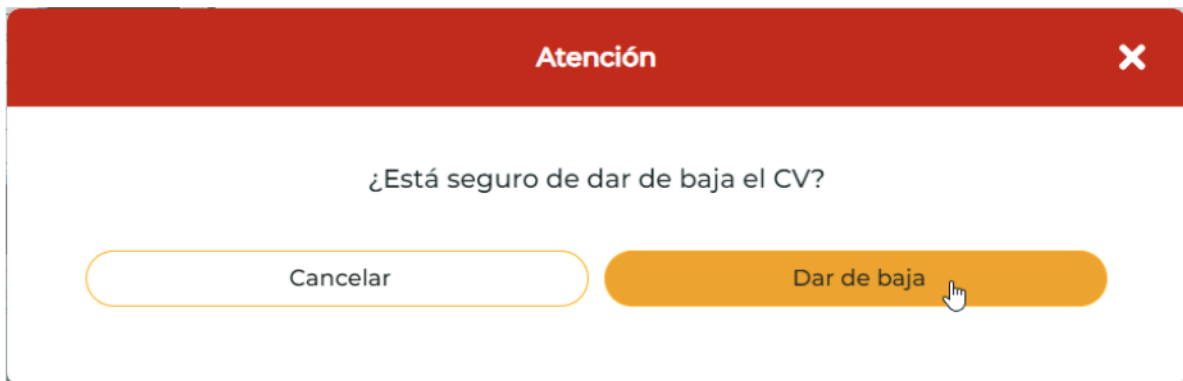 Atención
¿Está seguro de dar de baja el CV?
Cancelar
Dar de baja